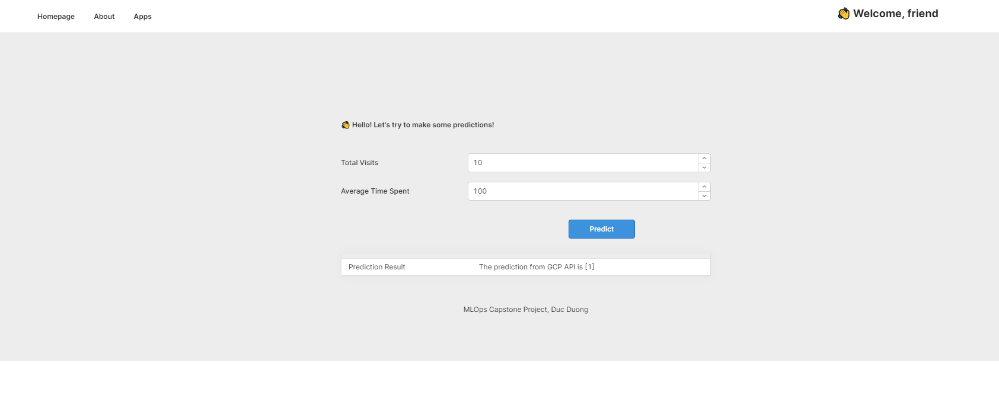 Homepage About Apps
👋 Welcome, friend
👋 Hello! Let's try to make some predictions!
Total Visits 10
Average Time Spent 100
Predict
Prediction Result The prediction from GCP API is [1]
MLOps Capstone Project, Duc Duong